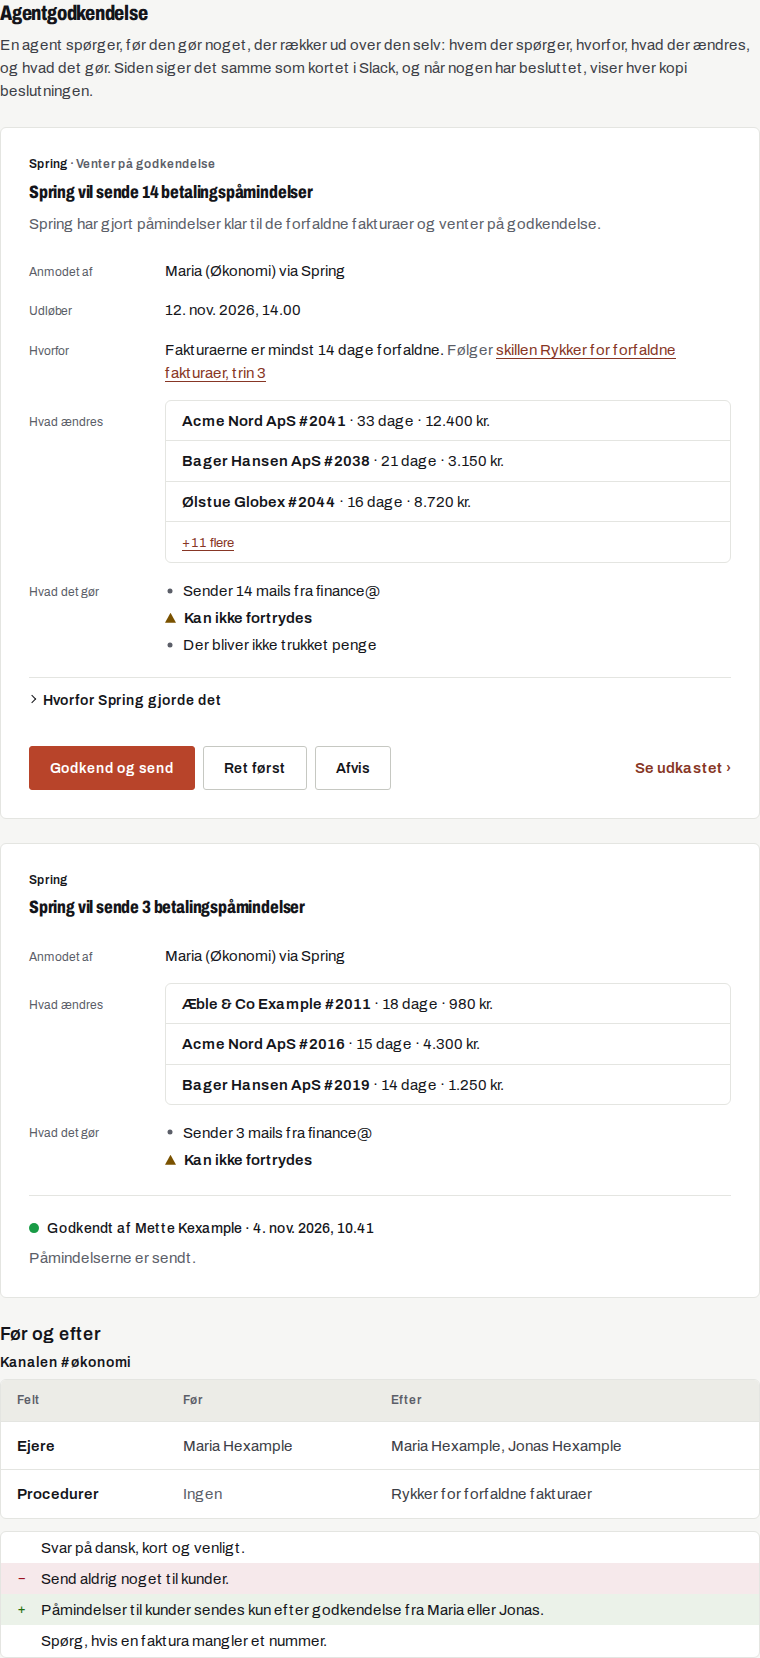 Agentgodkendelse
En agent spørger, før den gør noget, der rækker ud over den selv: hvem der spørger, hvorfor, hvad der ændres,
og hvad det gør. Siden siger det samme som kortet i Slack, og når nogen har besluttet, viser hver kopi
beslutningen.
Spring · Venter på godkendelse
Spring vil sende 14 betalingspåmindelser
Spring har gjort påmindelser klar til de forfaldne fakturaer og venter på godkendelse.
Anmodet af Maria (Økonomi) via Spring
Udløber 12. nov. 2026, 14.00
Hvorfor Fakturaerne er mindst 14 dage forfaldne. Følger skillen Rykker for forfaldne
fakturaer, trin 3
Hvad ændres Acme Nord ApS #2041 · 33 dage · 12.400 kr.
Bager Hansen ApS #2038 · 21 dage · 3.150 kr.
Ølstue Globex #2044 · 16 dage · 8.720 kr.
+11 flere
Hvad det gør • Sender 14 mails fra finance@
▲ Kan ikke fortrydes
• Der bliver ikke trukket penge
› Hvorfor Spring gjorde det
Godkend og send Ret først Afvis Se udkastet ›
Spring
Spring vil sende 3 betalingspåmindelser
Anmodet af Maria (Økonomi) via Spring
Hvad ændres Æble & Co Example #2011 · 18 dage · 980 kr.
Acme Nord ApS #2016 · 15 dage · 4.300 kr.
Bager Hansen ApS #2019 · 14 dage · 1.250 kr.
Hvad det gør • Sender 3 mails fra finance@
▲ Kan ikke fortrydes
Godkendt af Mette Kexample · 4. nov. 2026, 10.41
Påmindelserne er sendt.
Før og efter
Kanalen #økonomi
Felt Før Efter
Ejere Maria Hexample Maria Hexample, Jonas Hexample
Procedurer Ingen Rykker for forfaldne fakturaer
Svar på dansk, kort og venligt.
− Send aldrig noget til kunder.
+ Påmindelser til kunder sendes kun efter godkendelse fra Maria eller Jonas.
Spørg, hvis en faktura mangler et nummer.